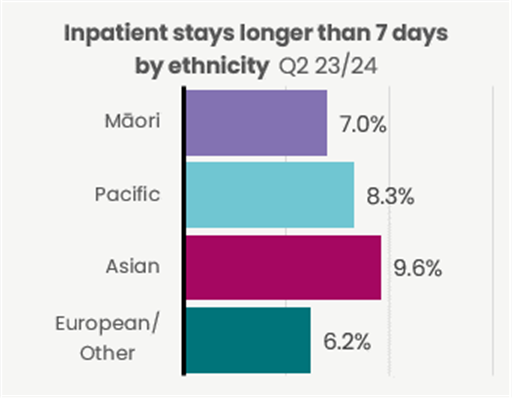 Inpatient stays longer than 7 days
by ethnicity Q2 23/24
Māori
7.0%
Pacific
8.3%
Asian
9.6%
European/
Other
6.2%